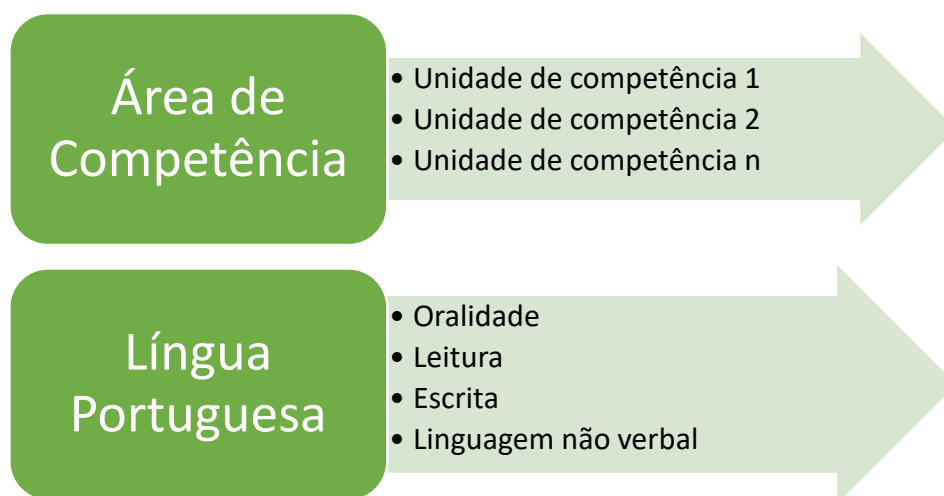 Área de
Competência
• Unidade de competência 1
• Unidade de competência 2
• Unidade de competência n
Língua
Portuguesa
• Oralidade
• Leitura
• Escrita
• Linguagem não verbal